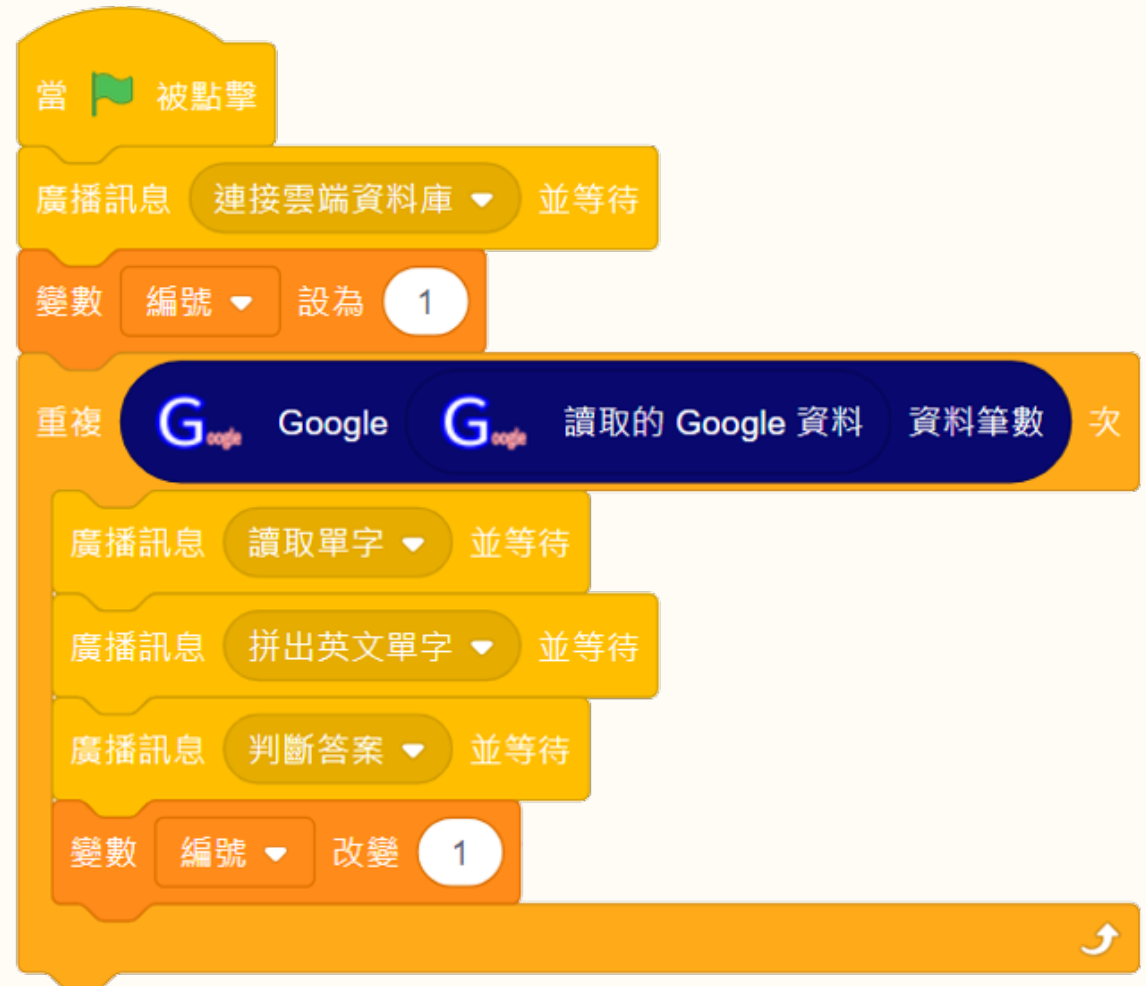 當 被點擊
廣播訊息 連接雲端資料庫 並等待
變數 編號 設為 1
重複 Google Google Google 讀取的 Google 資料 資料筆數 次
廣播訊息 讀取單字 並等待
廣播訊息 拼出英文單字 並等待
廣播訊息 判斷答案 並等待
變數 編號 改變 1